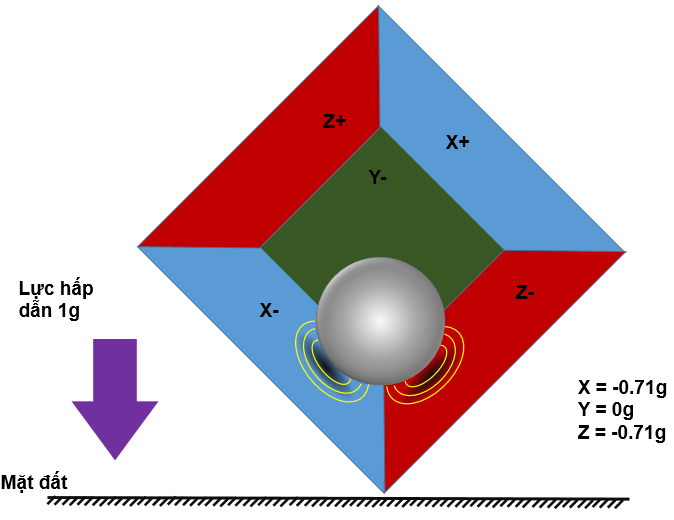 Z+
X+
Y-
Lực hấp
dẫn 1g
X-
Z-
X = -0.71g
Y = 0g
Z = -0.71g
Mặt đất